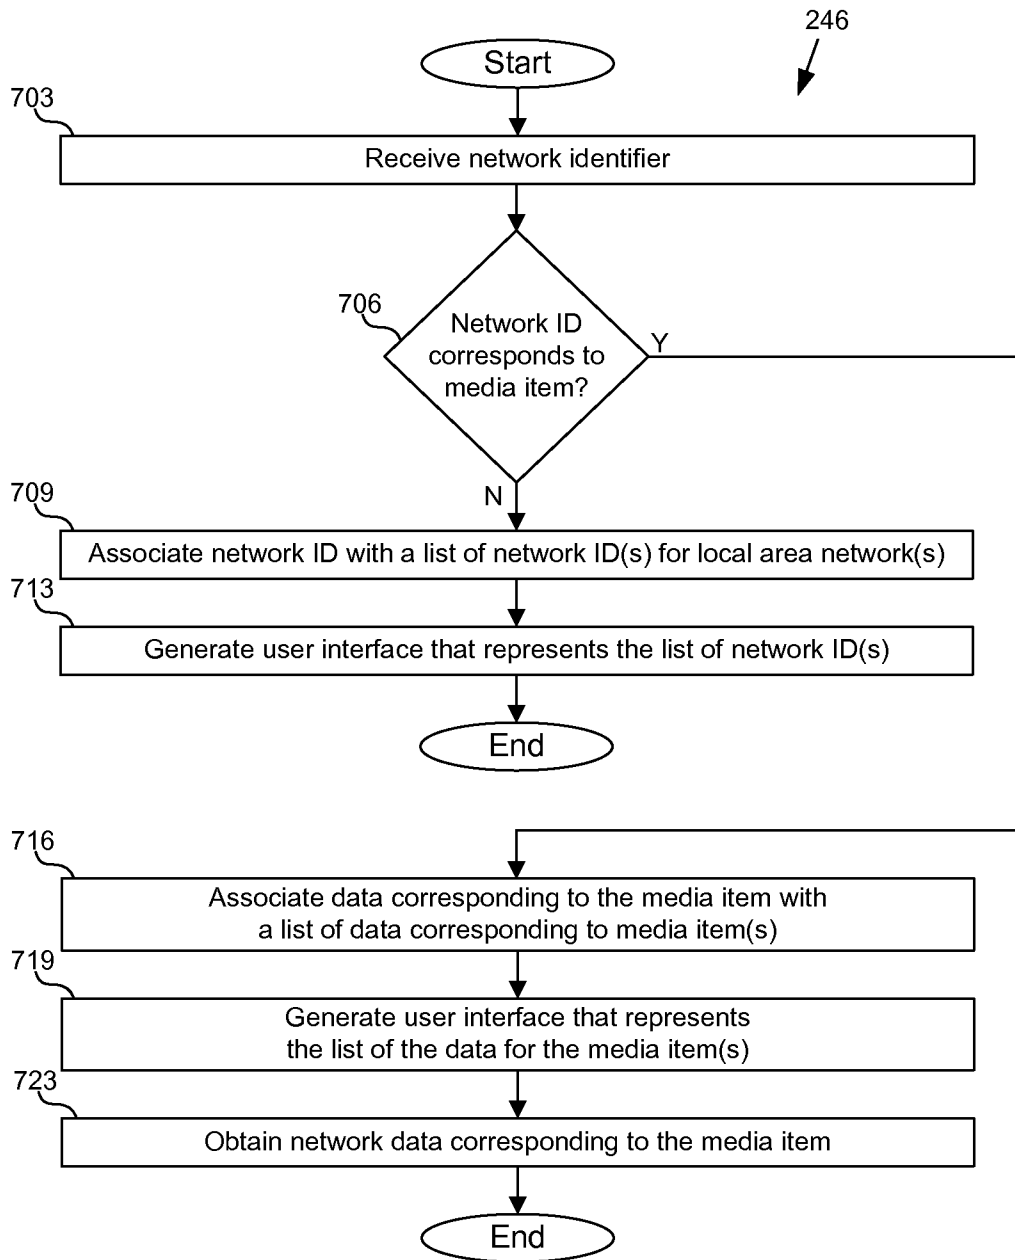 246
Start
703
Receive network identifier
706
Network ID
corresponds to
media item?
Y
N
709
Associate network ID with a list of network ID(s) for local area network(s)
713
Generate user interface that represents the list of network ID(s)
End
716
Associate data corresponding to the media item with
a list of data corresponding to media item(s)
719
Generate user interface that represents
the list of the data for the media item(s)
723
Obtain network data corresponding to the media item
End